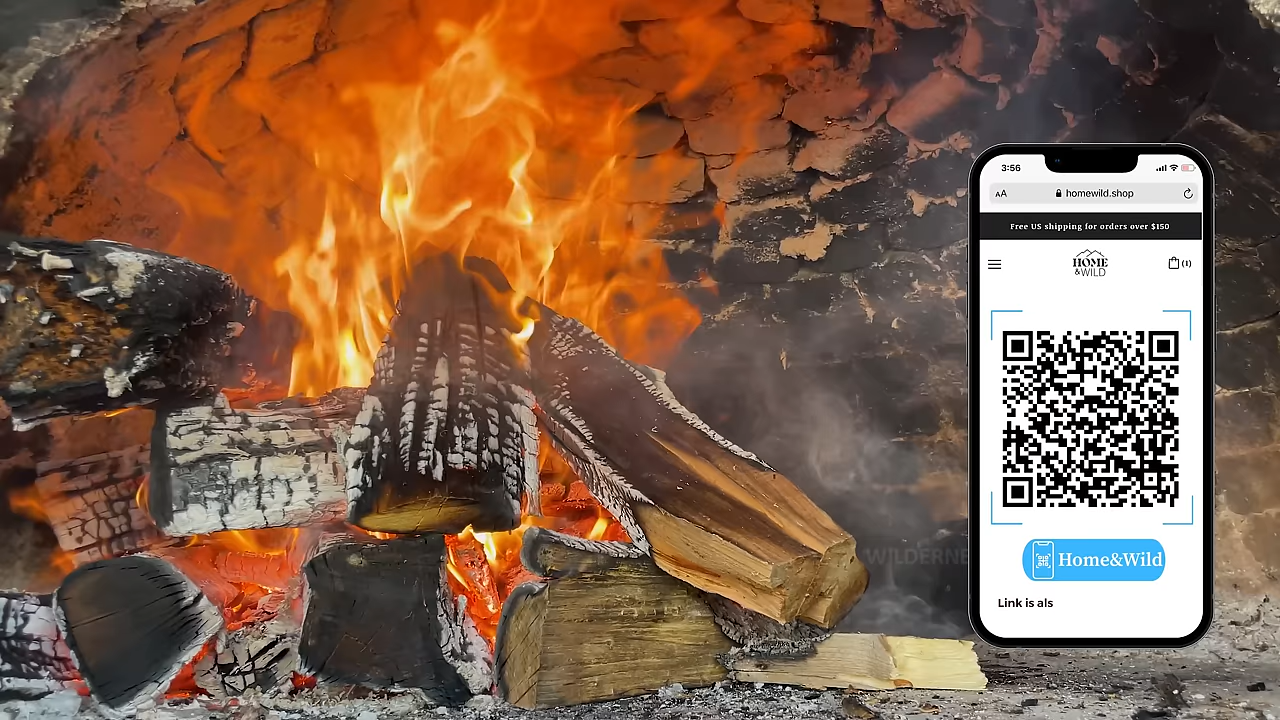 3:56
AA homewild.shop
Free US shipping for orders over $150
HOME
&WILD
(1)
WILDERNE
Home&Wild
Link is als